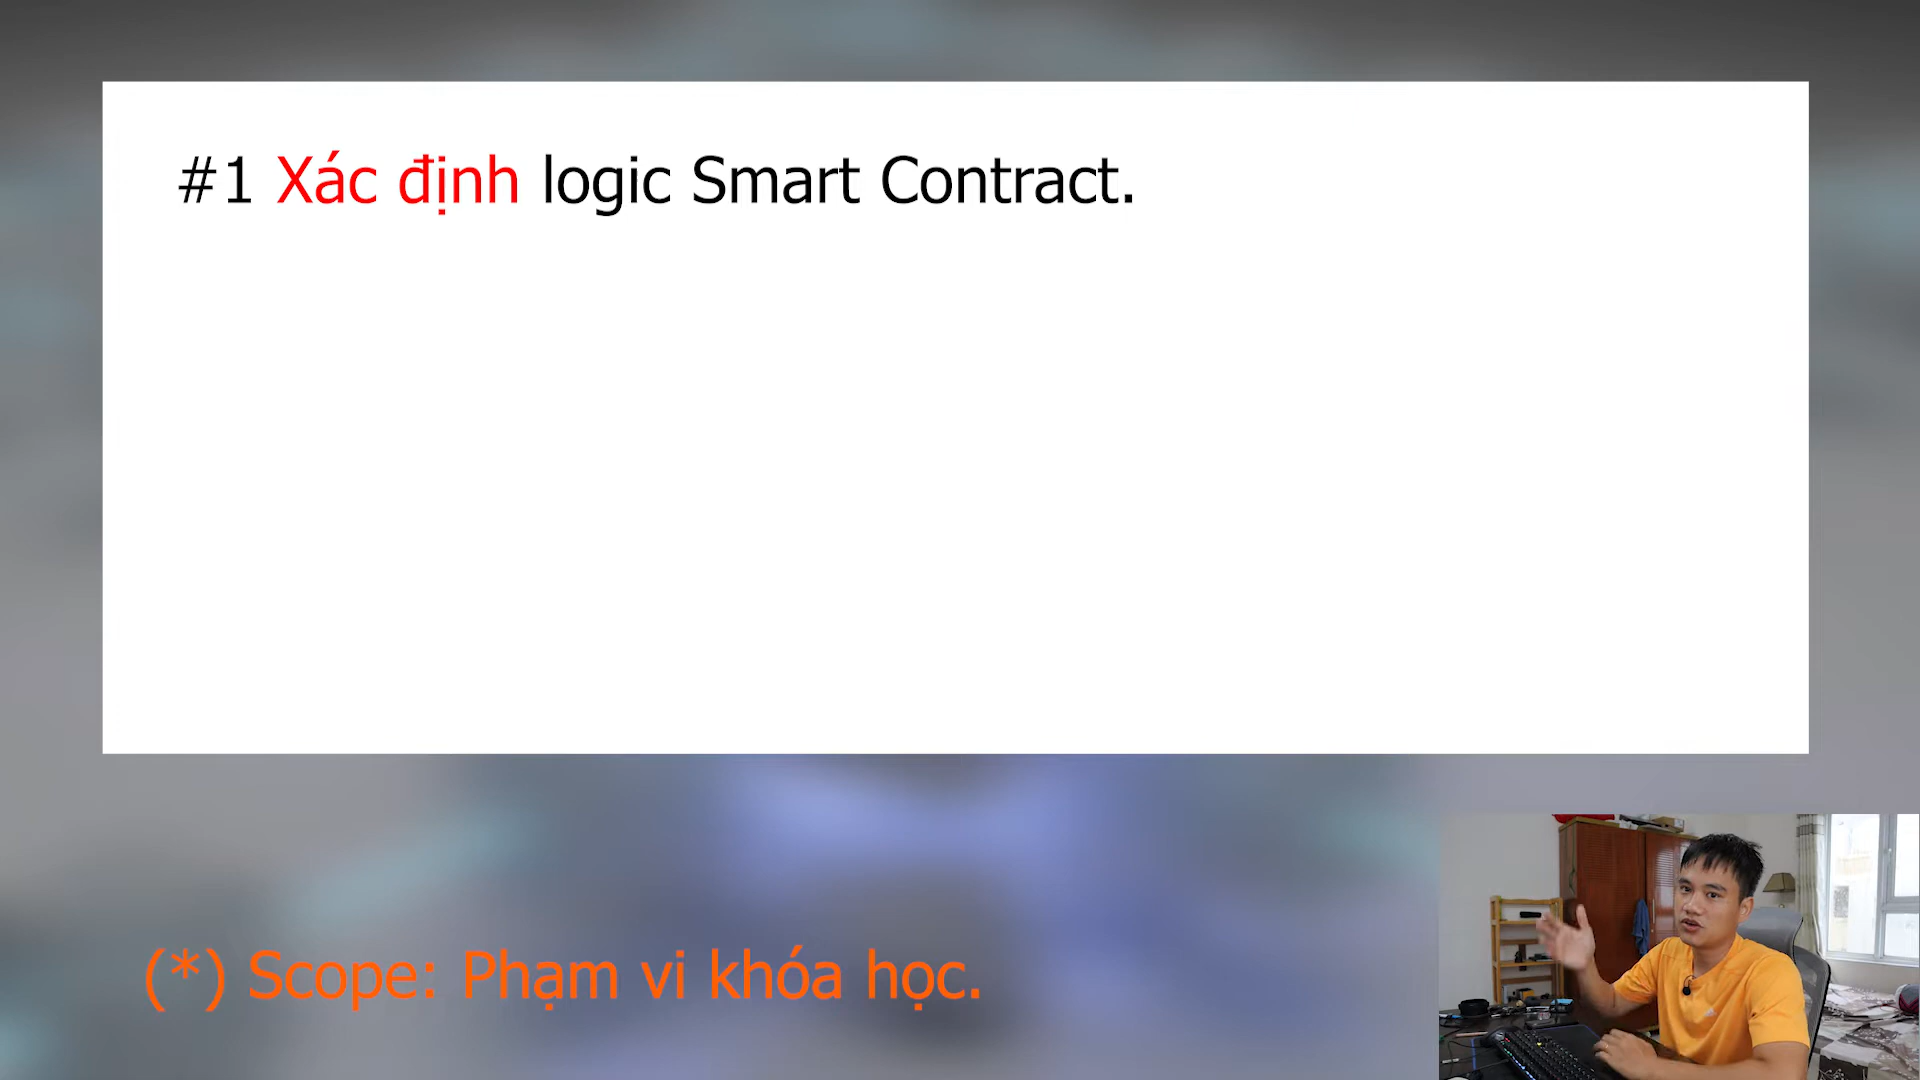 #1 Xác định logic Smart Contract.
(*) Scope: Phạm vi khóa học.